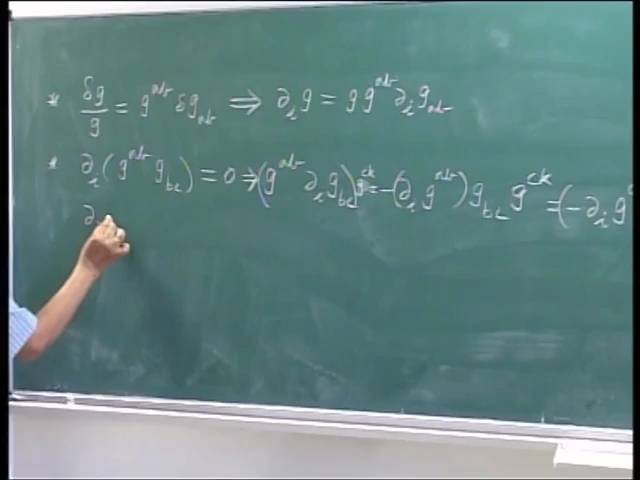 * δg/g = g^{ab} δg_{ab} ⇒ ∂_i g = g g^{ab} ∂_i g_{ab}
* ∂_i (g^{ab} g_{bc}) = 0 ⇒ (g^{ab} ∂_i g_{bc}) g^{ck} = -(∂_i g^{ab}) g_{bc} g^{ck} = (-∂_i g
∂